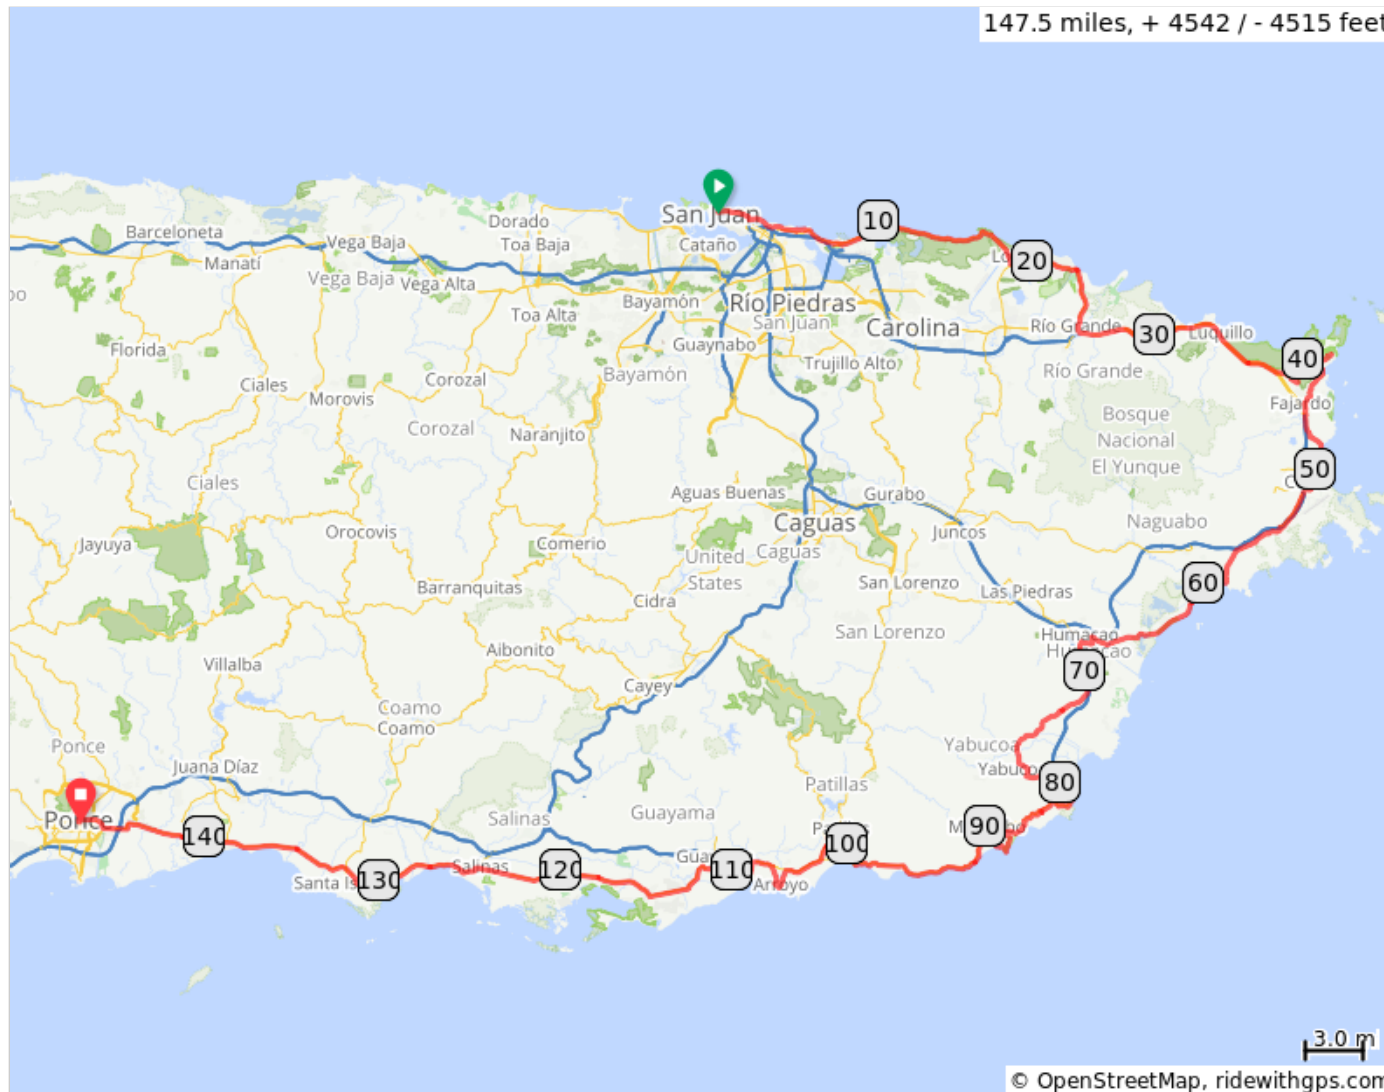 147.5 miles, + 4542 / - 4515 feet
Barceloneta
Vega Baja
Dorado
San Juan
10
Manatí
Toa Baja
Cataño
20
Vega Baja
Vega Alta
Bayamón
Río Piedras
Toa Alta
San Juan
Carolina
Río Grande
30
Luquillo
Florida
Guaynabo
Trujillo Alto
40
Ciales
Corozal
Bayamón
Río Grande
Morovis
Fajardo
Corozal
Naranjito
Bosque
Nacional
El Yunque
50
Ciales
Aguas Buenas
Gurabo
Caguas
Naguabo
Jayuya
Orocovis
Comerio
United
States
Caguas
Juncos
Barranquitas
San Lorenzo
Las Piedras
60
Cidra
San Lorenzo
Humacao
Humacao
Villalba
Aibonito
70
Cayey
Coamo
Coamo
Ponce
Yabucoa
Juana Díaz
80
Patillas
Ponce
Salinas
Guayama
90
140
100
Salinas
110
120
130
Arroyo
3.0 m
© OpenStreetMap, ridewithgps.com